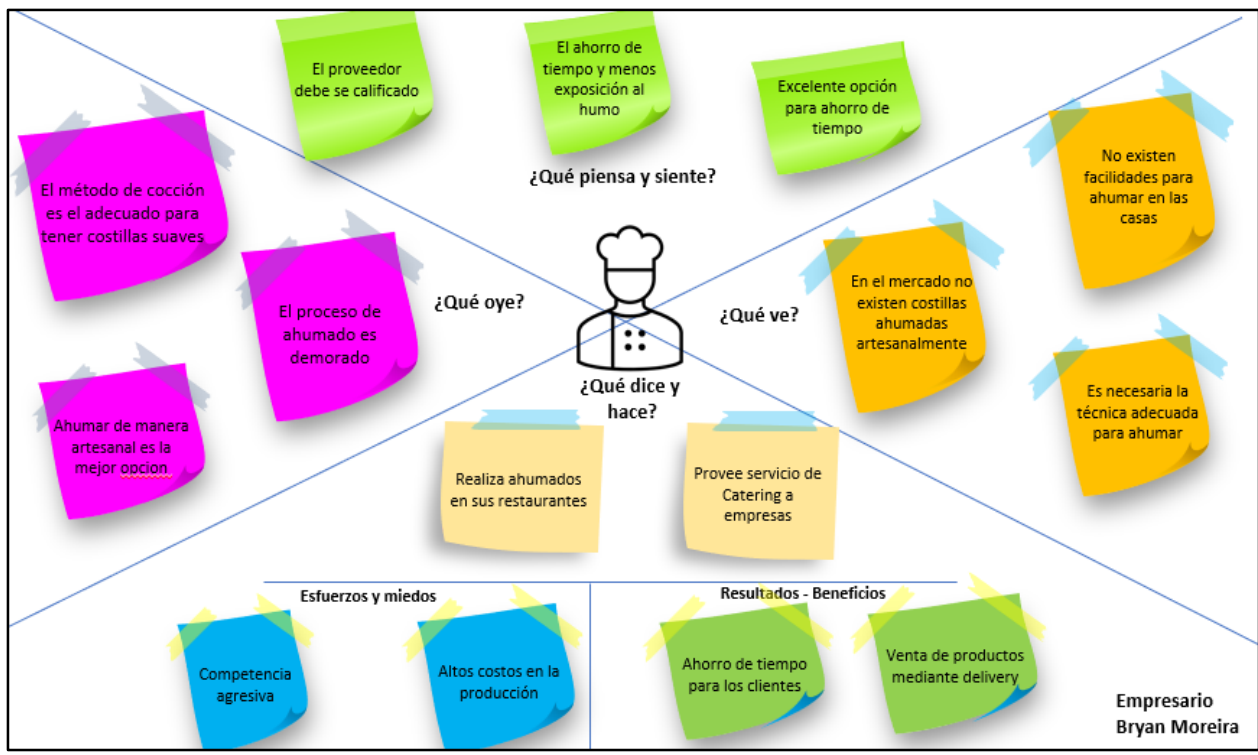 El proveedor
debe se calificado
El ahorro de
tiempo y menos
exposición al
humo
Excelente opción
para ahorro de
tiempo
¿Qué piensa y siente?
El método de cocción
es el adecuado para
tener costillas suaves
El proceso de
ahumado es
demorado
Ahumar de manera
artesanal es la
mejor opcion
¿Qué oye?
¿Qué ve?
No existen
facilidades para
ahumar en las
casas
En el mercado no
existen costillas
ahumadas
artesanalmente
Es necesaria la
técnica adecuada
para ahumar
¿Qué dice y
hace?
Realiza ahumados
en sus restaurantes
Provee servicio de
Catering a
empresas
Esfuerzos y miedos
Competencia
agresiva
Altos costos en la
producción
Resultados - Beneficios
Ahorro de tiempo
para los clientes
Venta de productos
mediante delivery
Empresario
Bryan Moreira